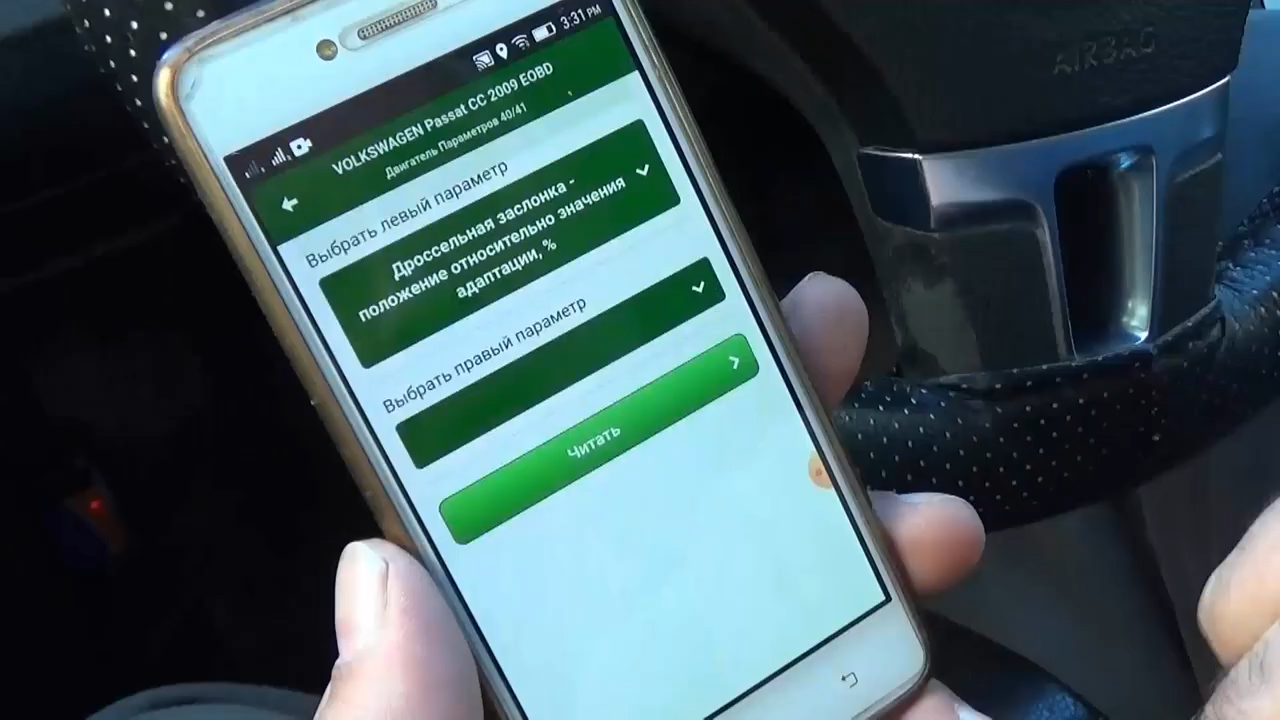 3:31 PM
VOLKSWAGEN Passat CC 2009 EOBD
Двигатель Параметров 40/41
Выбрать левый параметр
Дроссельная заслонка -
положение относительно значения
адаптации, %
Выбрать правый параметр
Читать
AIRBAG